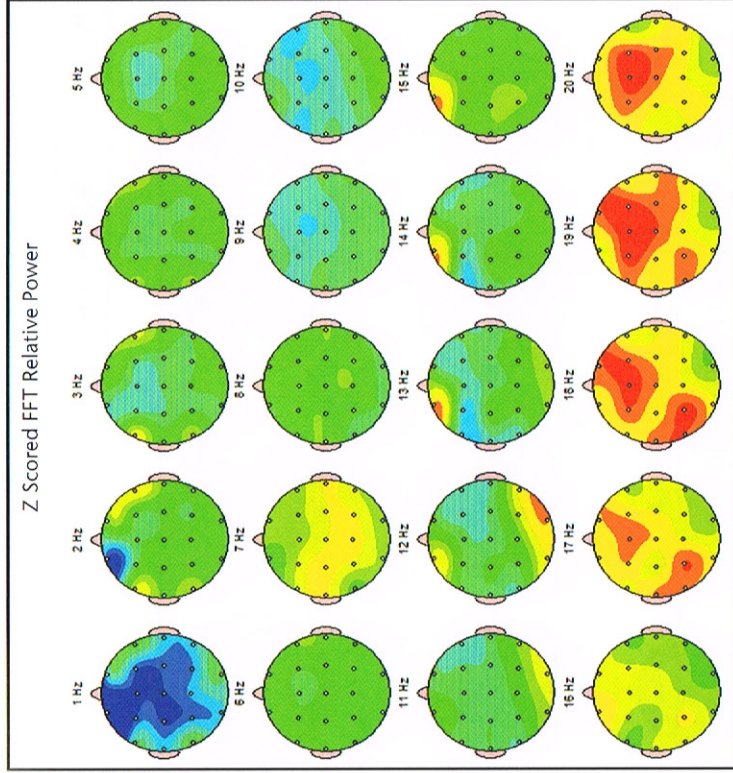 Z Scored FFT Relative Power
1 Hz 2 Hz 3 Hz 4 Hz 5 Hz
6 Hz 7 Hz 8 Hz 9 Hz 10 Hz
11 Hz 12 Hz 13 Hz 14 Hz 15 Hz
16 Hz 17 Hz 18 Hz 19 Hz 20 Hz